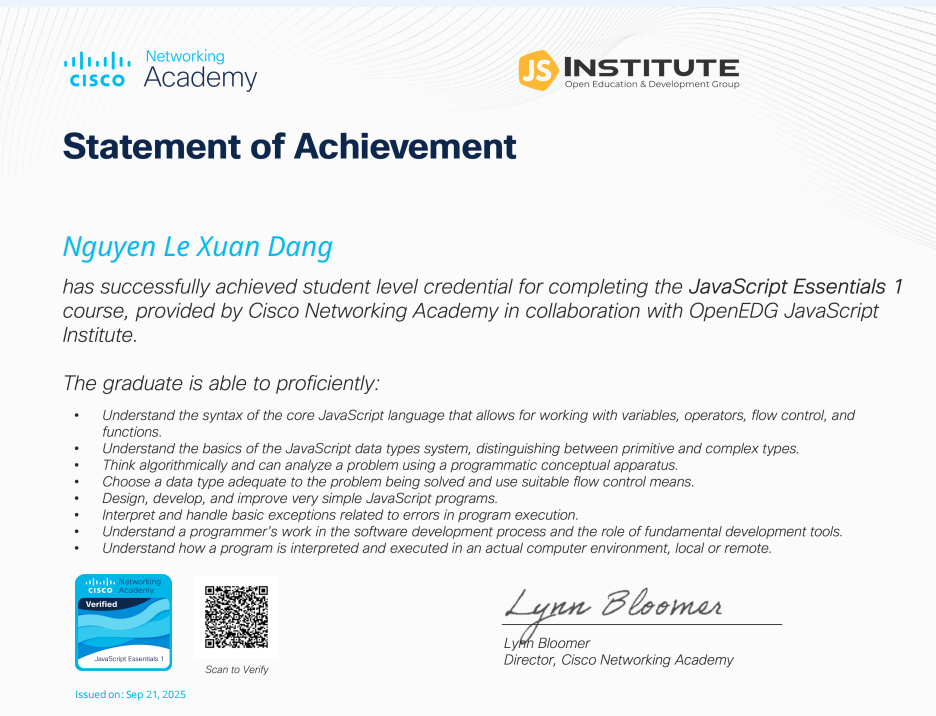 Networking
CISCO Academy
JS INSTITUTE
Open Education & Development Group
Statement of Achievement
Nguyen Le Xuan Dang
has successfully achieved student level credential for completing the JavaScript Essentials 1
course, provided by Cisco Networking Academy in collaboration with OpenEDG JavaScript
Institute.
The graduate is able to proficiently:
• Understand the syntax of the core JavaScript language that allows for working with variables, operators, flow control, and
functions.
• Understand the basics of the JavaScript data types system, distinguishing between primitive and complex types.
• Think algorithmically and can analyze a problem using a programmatic conceptual apparatus.
• Choose a data type adequate to the problem being solved and use suitable flow control means.
• Design, develop, and improve very simple JavaScript programs.
• Interpret and handle basic exceptions related to errors in program execution.
• Understand a programmer's work in the software development process and the role of fundamental development tools.
• Understand how a program is interpreted and executed in an actual computer environment, local or remote.
Networking
CISCO Academy
Verified
JavaScript Essentials 1
Scan to Verify
Issued on: Sep 21, 2025
Lynn Bloomer
Lynn Bloomer
Director, Cisco Networking Academy